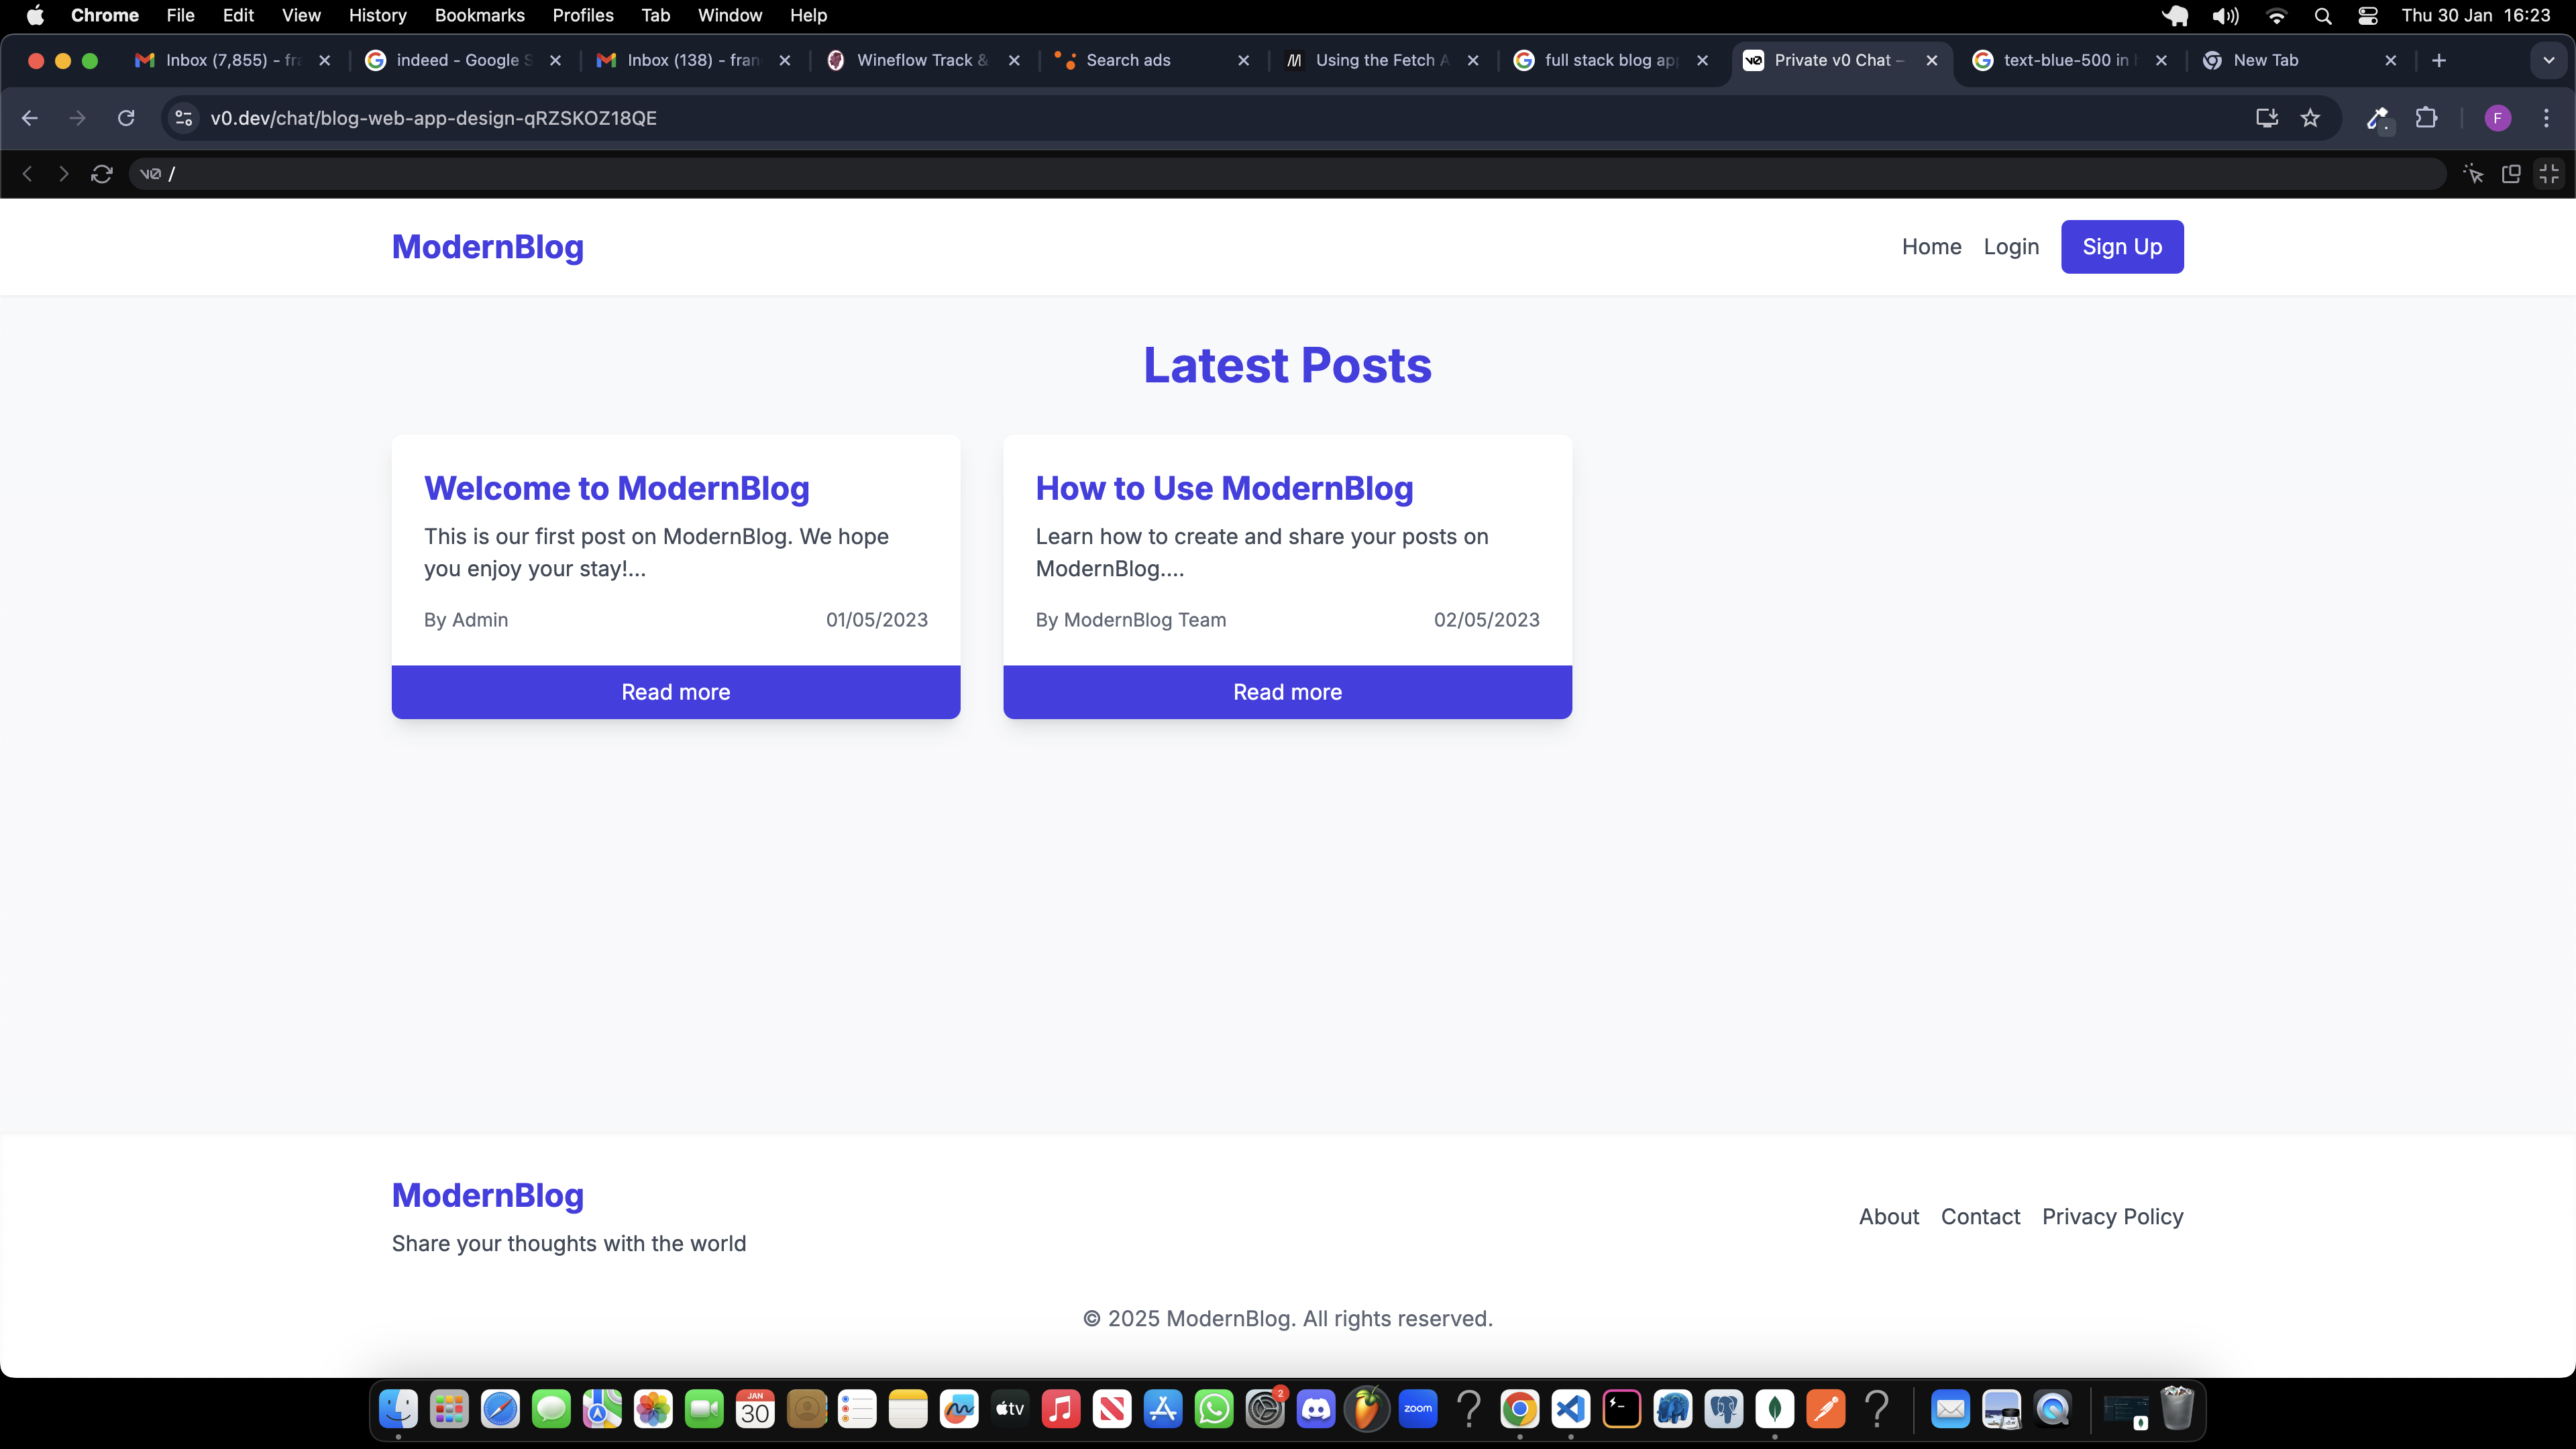 Chrome File Edit View History Bookmarks Profiles Tab Window Help Thu 30 Jan 16:23
Inbox (7,855) - fra indeed - Google S Inbox (138) - fran Wineflow Track & Search ads Using the Fetch A full stack blog ap Private v0 Chat – text-blue-500 in New Tab
v0.dev/chat/blog-web-app-design-qRZSKOZ18QE F
v0 /
ModernBlog Home Login Sign Up
Latest Posts
Welcome to ModernBlog
This is our first post on ModernBlog. We hope
you enjoy your stay!...
By Admin 01/05/2023
Read more
How to Use ModernBlog
Learn how to create and share your posts on
ModernBlog....
By ModernBlog Team 02/05/2023
Read more
ModernBlog
Share your thoughts with the world
About Contact Privacy Policy
© 2025 ModernBlog. All rights reserved.
JAN
30
tv
2
zoom